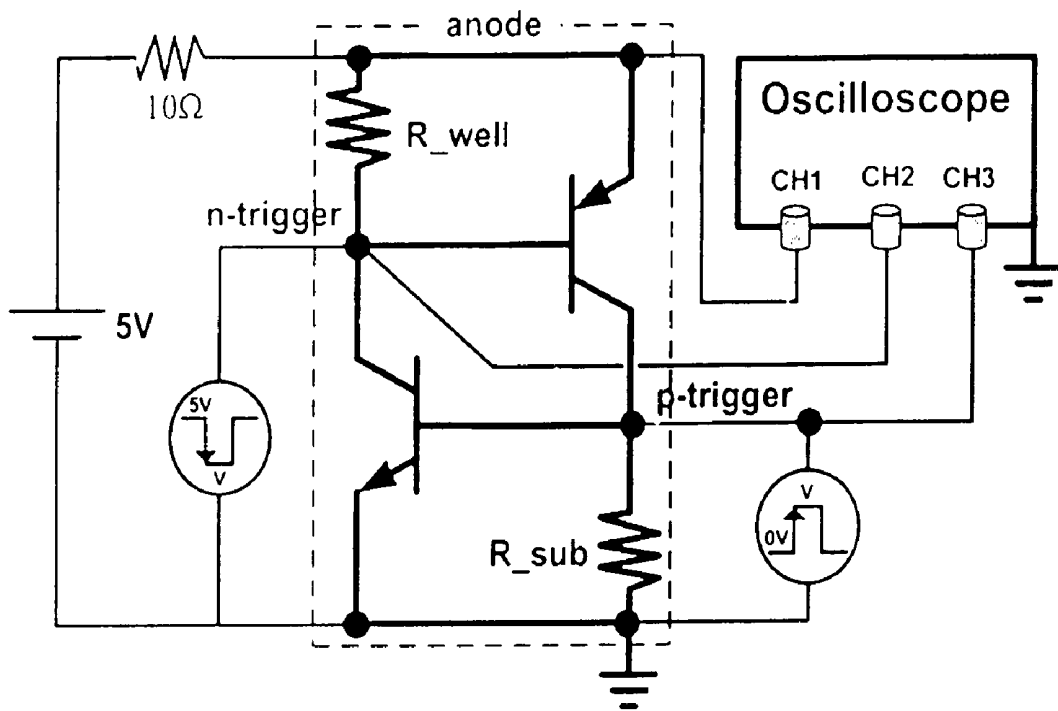 anode
10Ω
R_well
Oscilloscope
CH1
CH2
CH3
n-trigger
5V
p-trigger
5V
V
V
0V
R_sub